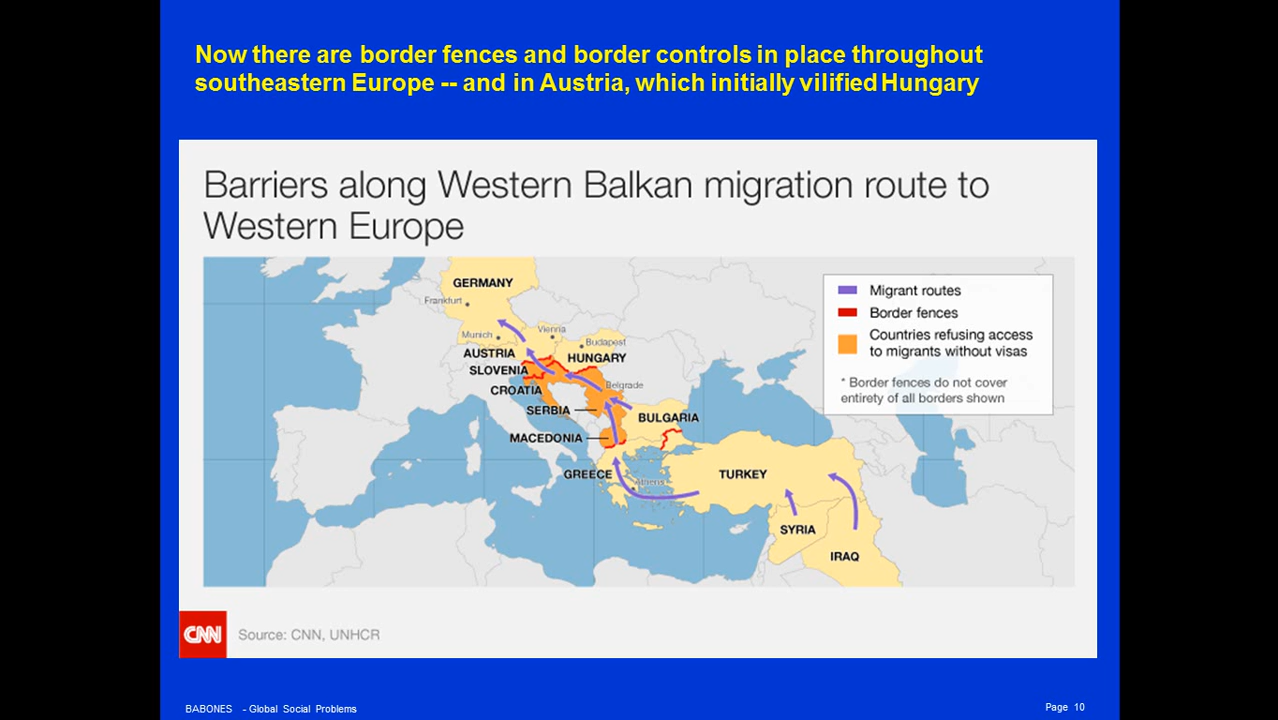 Now there are border fences and border controls in place throughout
southeastern Europe -- and in Austria, which initially vilified Hungary
Barriers along Western Balkan migration route to
Western Europe
GERMANY
Frankfurt
Munich
Vienna
Budapest
AUSTRIA
HUNGARY
SLOVENIA
CROATIA
Belgrade
SERBIA
BULGARIA
MACEDONIA
GREECE
Athens
TURKEY
SYRIA
IRAQ
Migrant routes
Border fences
Countries refusing access
to migrants without visas
* Border fences do not cover
entirety of all borders shown
CNN
Source: CNN, UNHCR
BABONES - Global Social Problems
Page 10